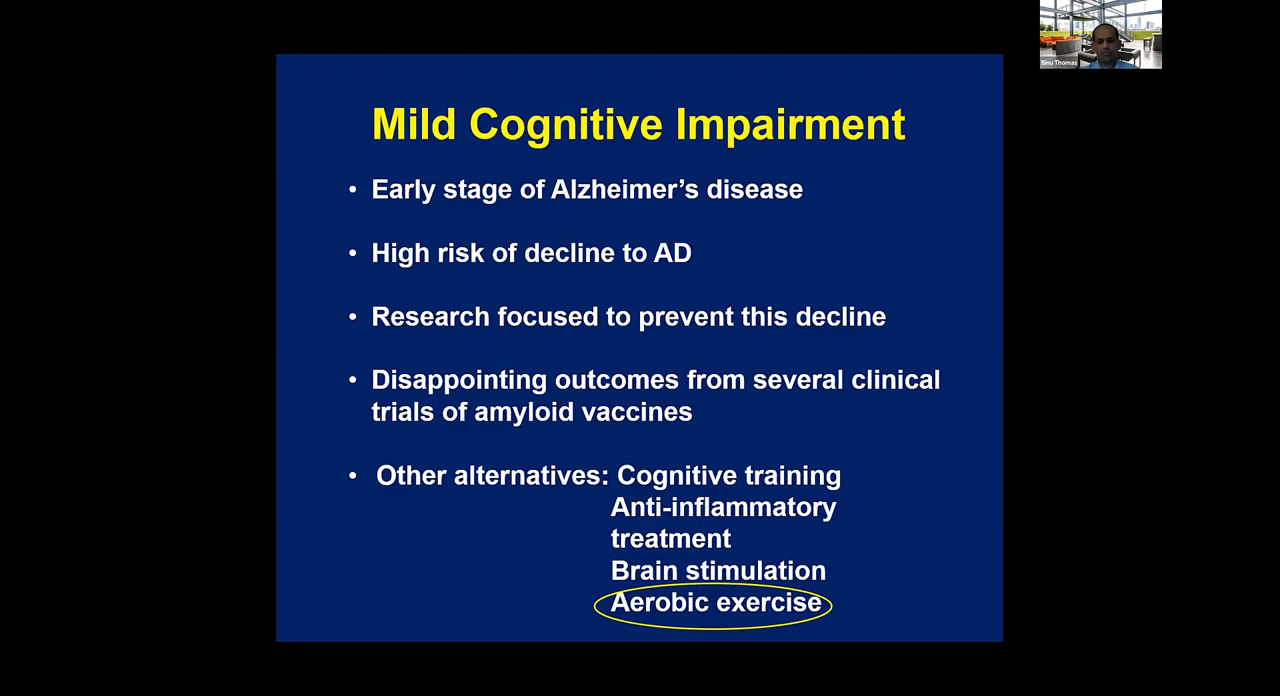 Binu Thomas
Mild Cognitive Impairment
• Early stage of Alzheimer’s disease
• High risk of decline to AD
• Research focused to prevent this decline
• Disappointing outcomes from several clinical
trials of amyloid vaccines
• Other alternatives: Cognitive training
Anti-inflammatory
treatment
Brain stimulation
Aerobic exercise